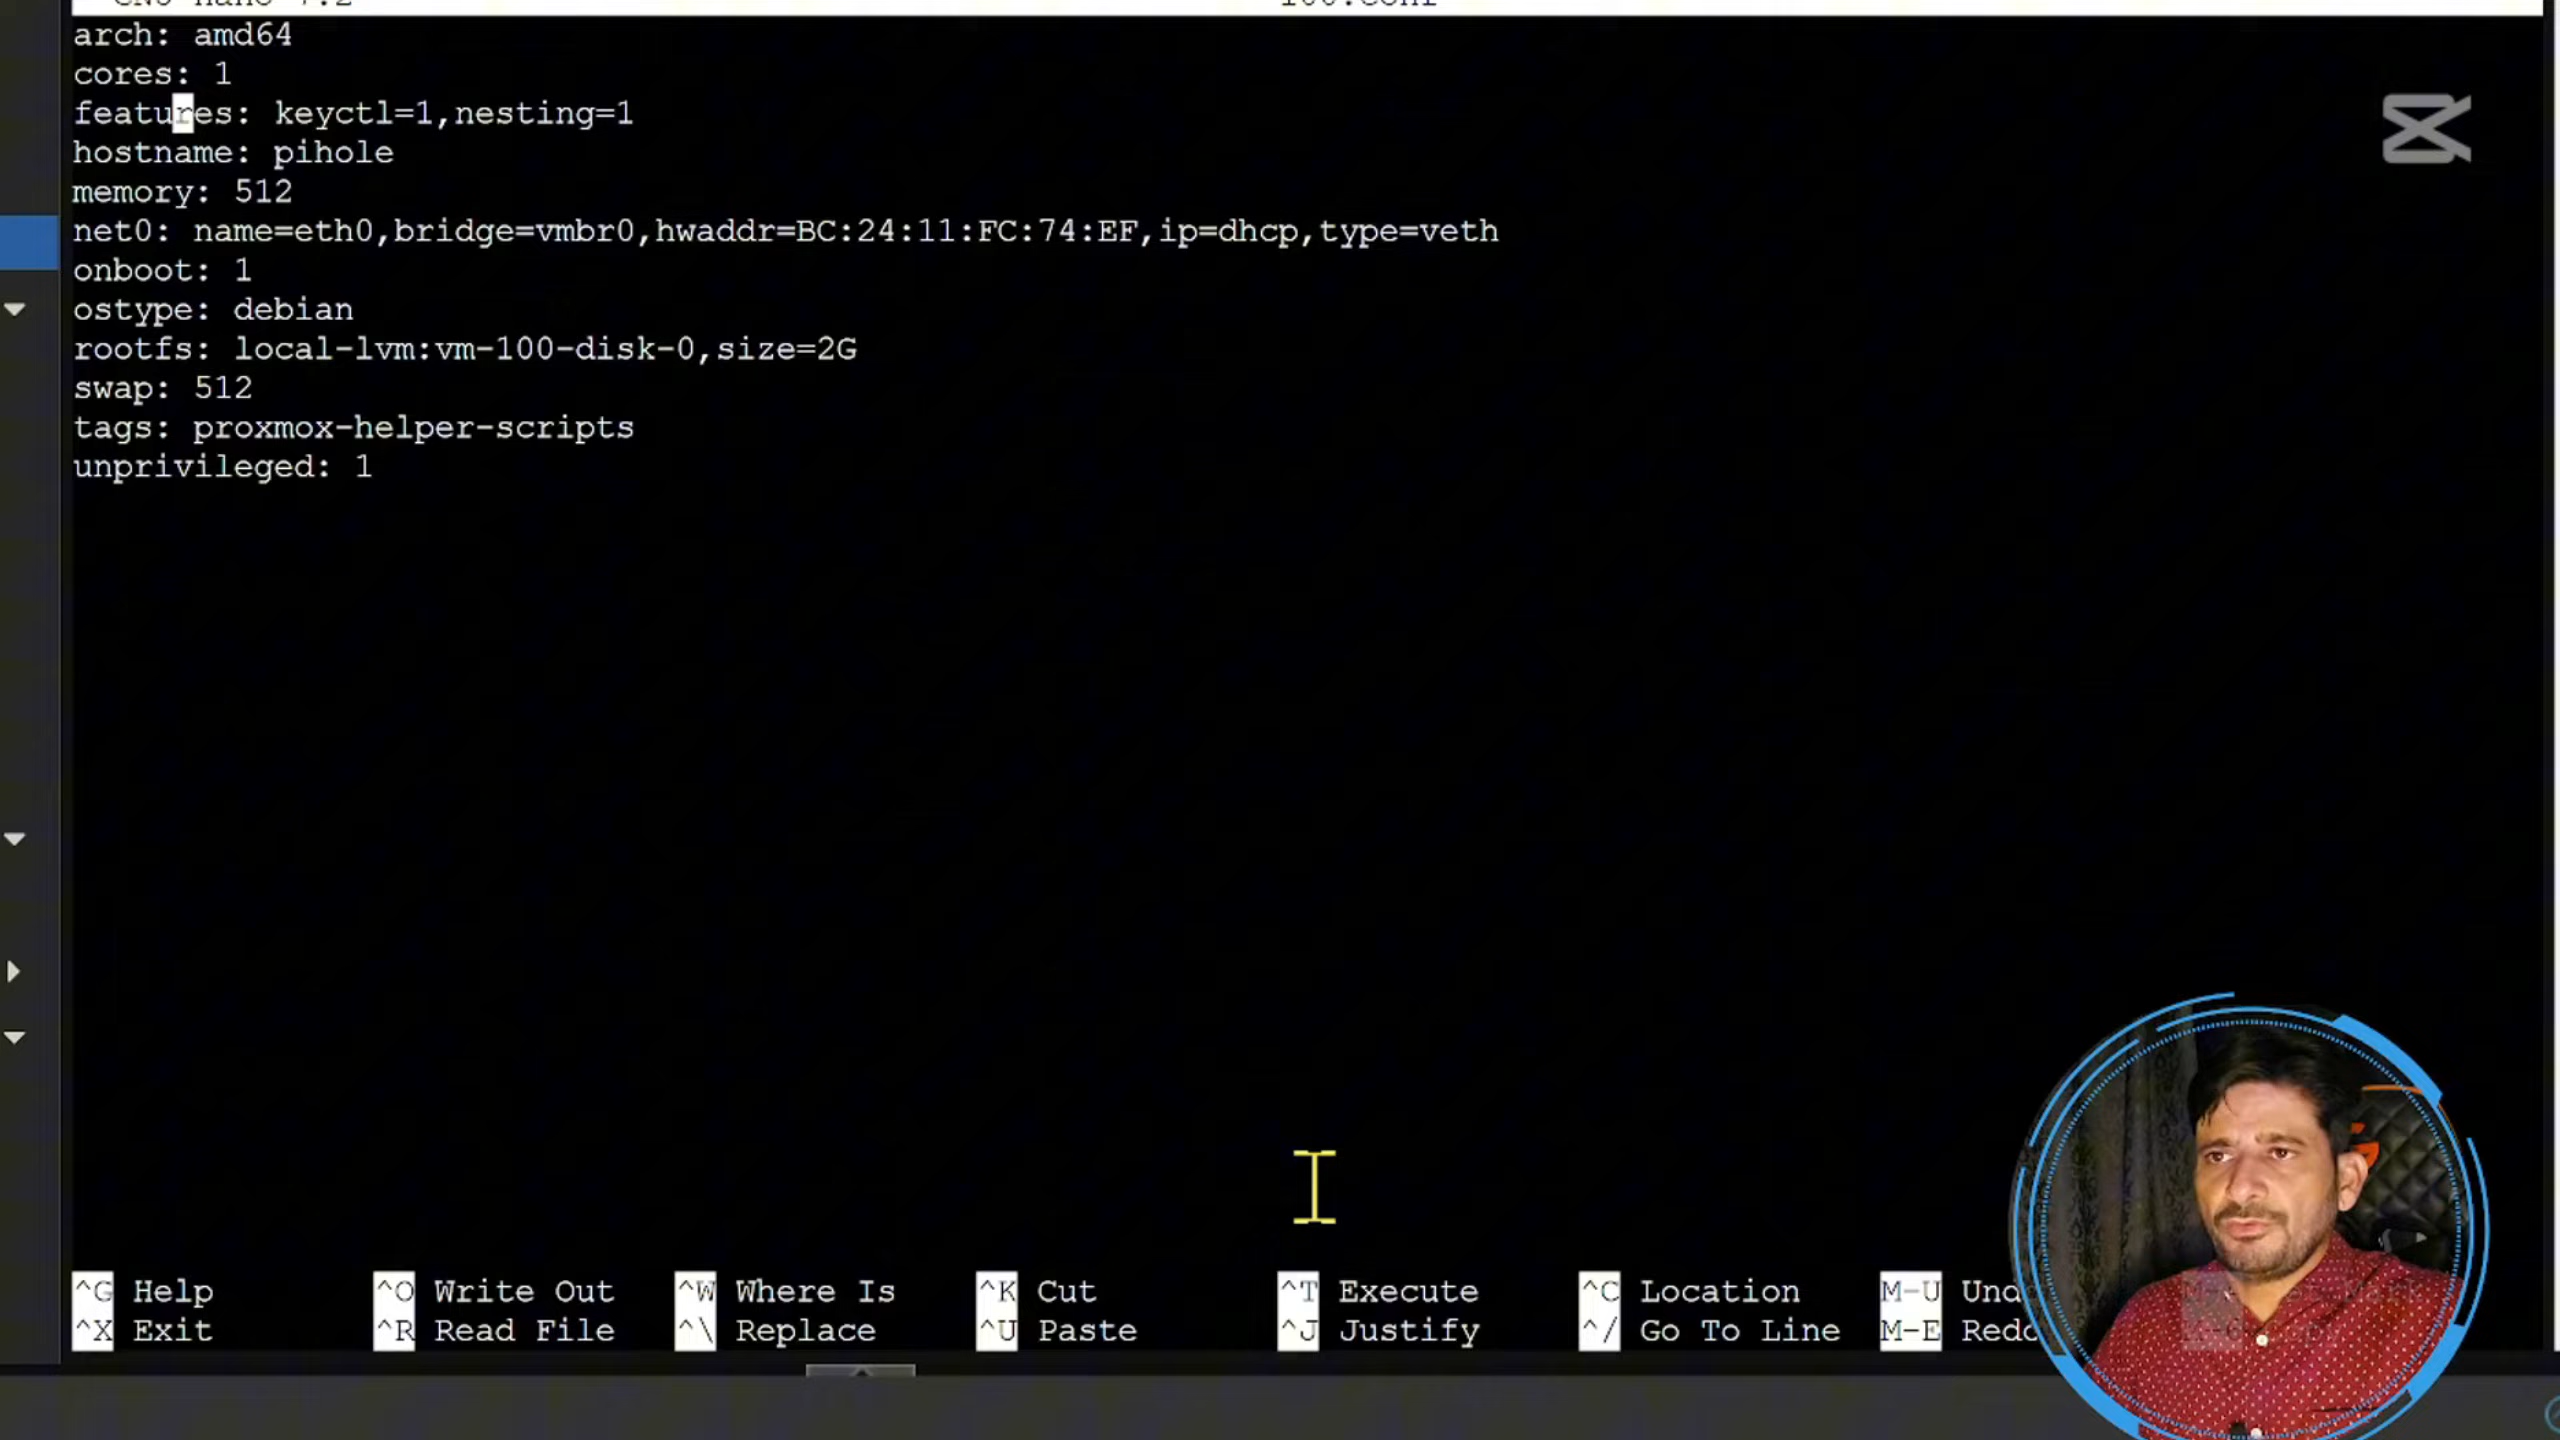 arch: amd64
cores: 1
features: keyctl=1,nesting=1
hostname: pihole
memory: 512
net0: name=eth0,bridge=vmbr0,hwaddr=BC:24:11:FC:74:EF,ip=dhcp,type=veth
onboot: 1
ostype: debian
rootfs: local-lvm:vm-100-disk-0,size=2G
swap: 512
tags: proxmox-helper-scripts
unprivileged: 1
^G Help ^O Write Out ^W Where Is ^K Cut ^T Execute ^C Location M-U
^X Exit ^R Read File ^\ Replace ^U Paste ^J Justify ^/ Go To Line M-E